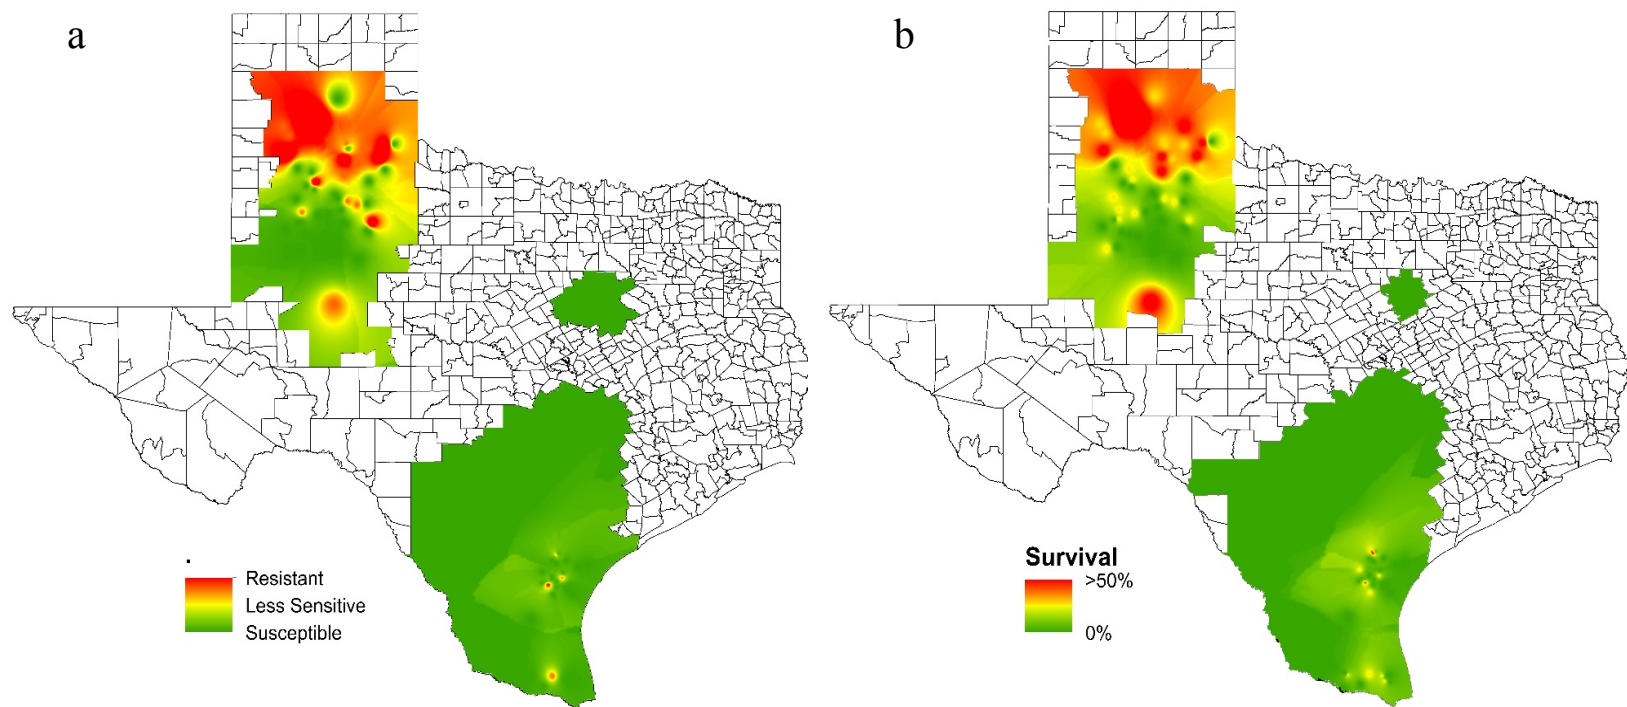 a
b
.
Resistant
Less Sensitive
Susceptible
Survival
>50%
0%